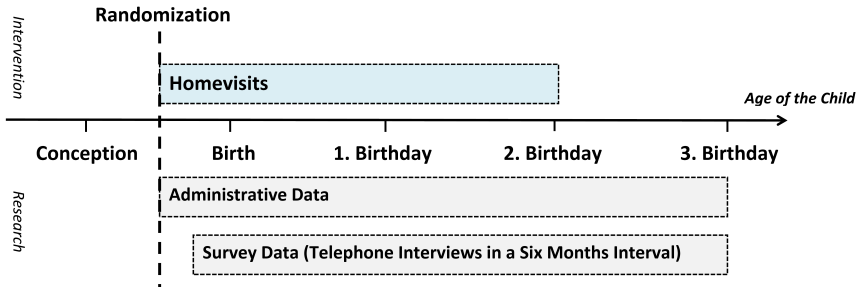 Randomization
Intervention
Homevisits
Age of the Child
Conception Birth 1. Birthday 2. Birthday 3. Birthday
Research
Administrative Data
Survey Data (Telephone Interviews in a Six Months Interval)